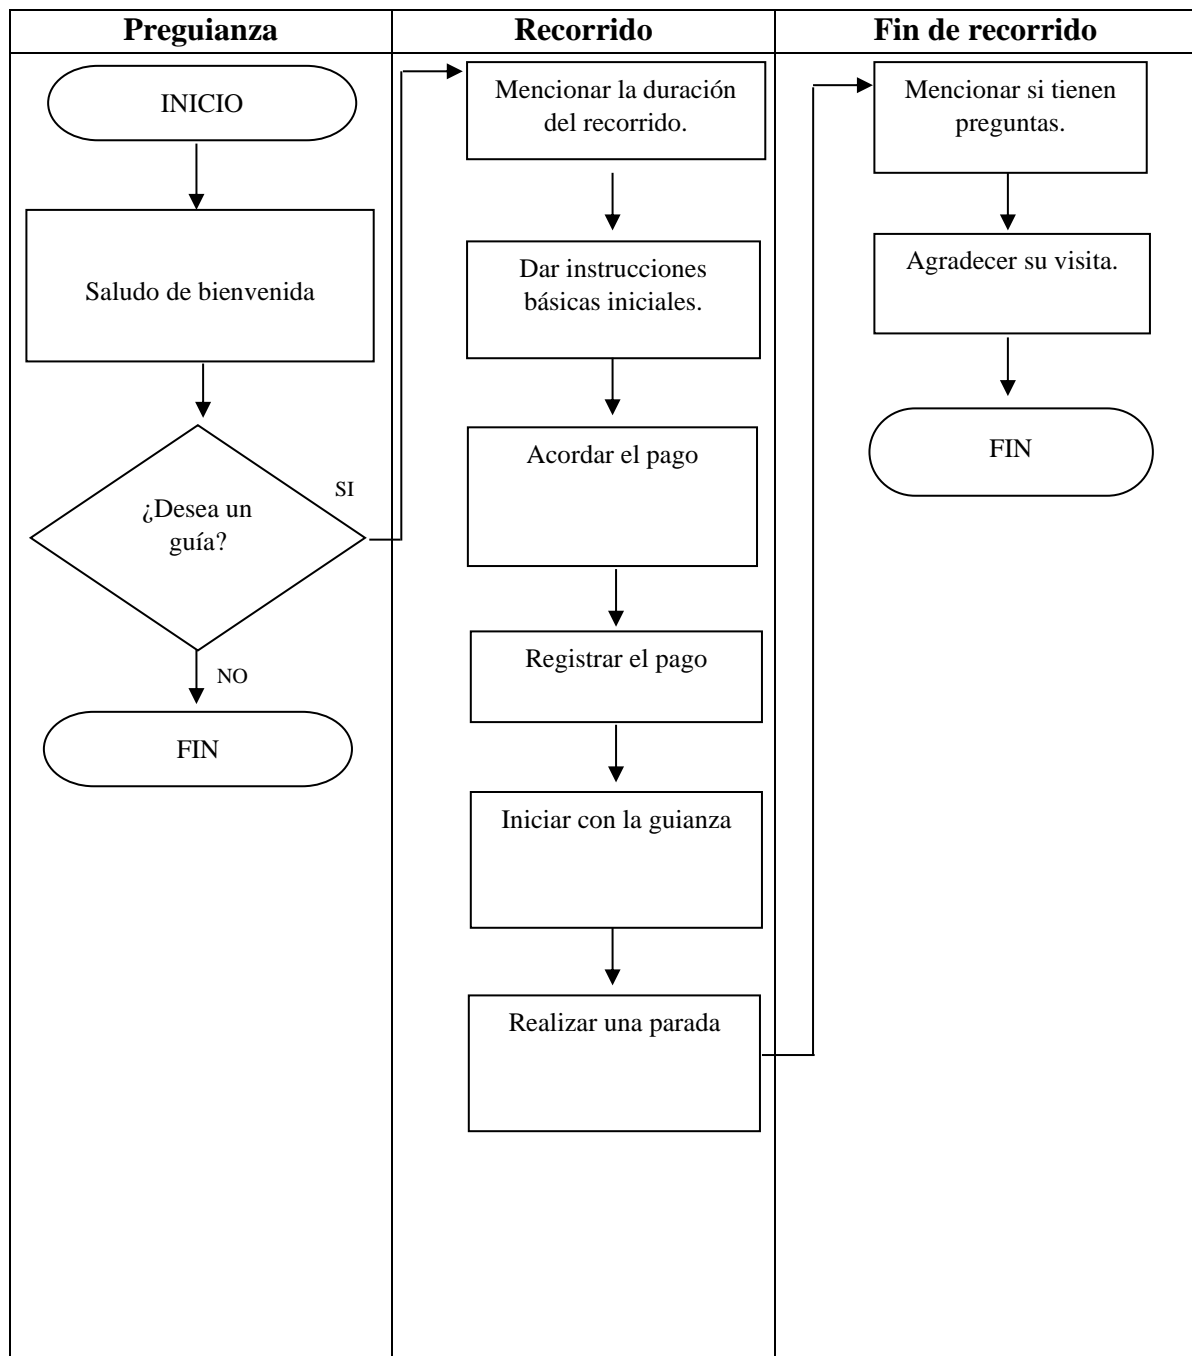 Preguianza
INICIO
Saludo de bienvenida
¿Desea un
guía?
SI
NO
FIN
Recorrido
Mencionar la duración
del recorrido.
Dar instrucciones
básicas iniciales.
Acordar el pago
Registrar el pago
Iniciar con la guianza
Realizar una parada
Fin de recorrido
Mencionar si tienen
preguntas.
Agradecer su visita.
FIN